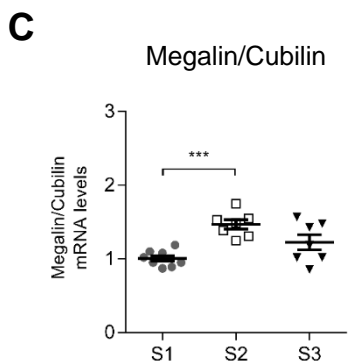 C
Megalin/Cubilin
Megalin/Cubilin
mRNA levels
3
2
1
0
***
S1
S2
S3